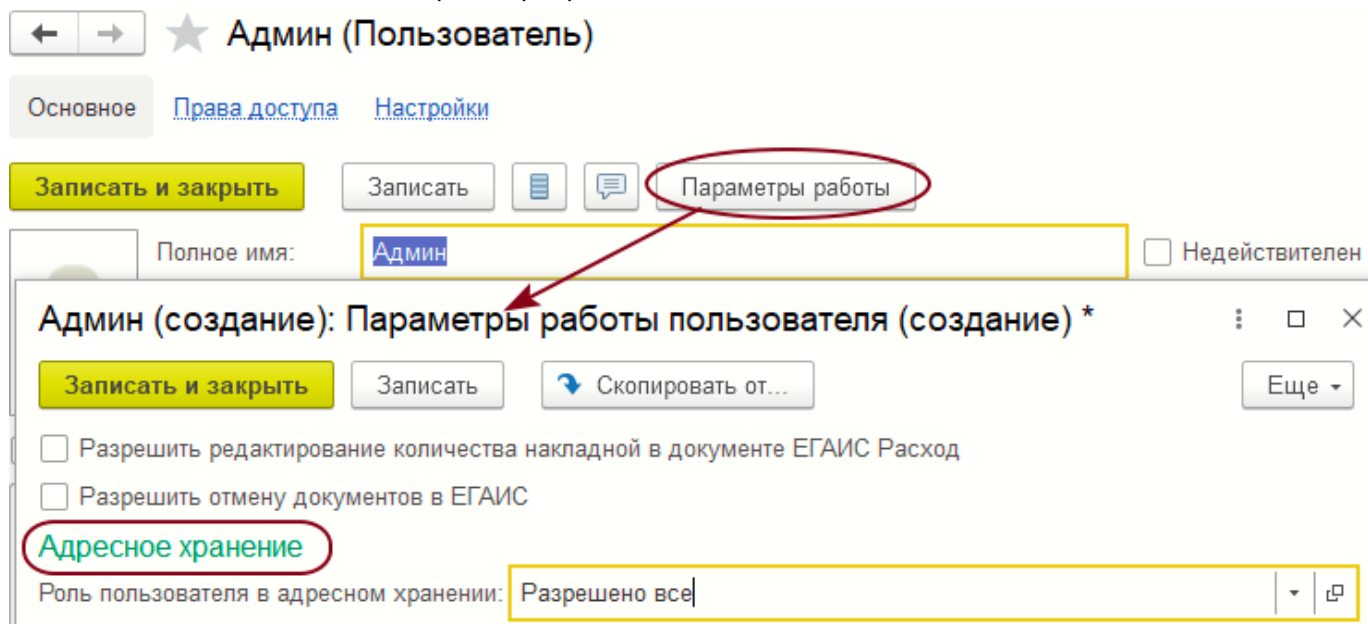 Админ (Пользователь)
Основное Права доступа Настройки
Записать и закрыть Записать Параметры работы
Полное имя: Админ Недействителен
Админ (создание): Параметры работы пользователя (создание) *
Записать и закрыть Записать Скопировать от... Еще
Разрешить редактирование количества накладной в документе ЕГАИС Расход
Разрешить отмену документов в ЕГАИС
Адресное хранение
Роль пользователя в адресном хранении: Разрешено все